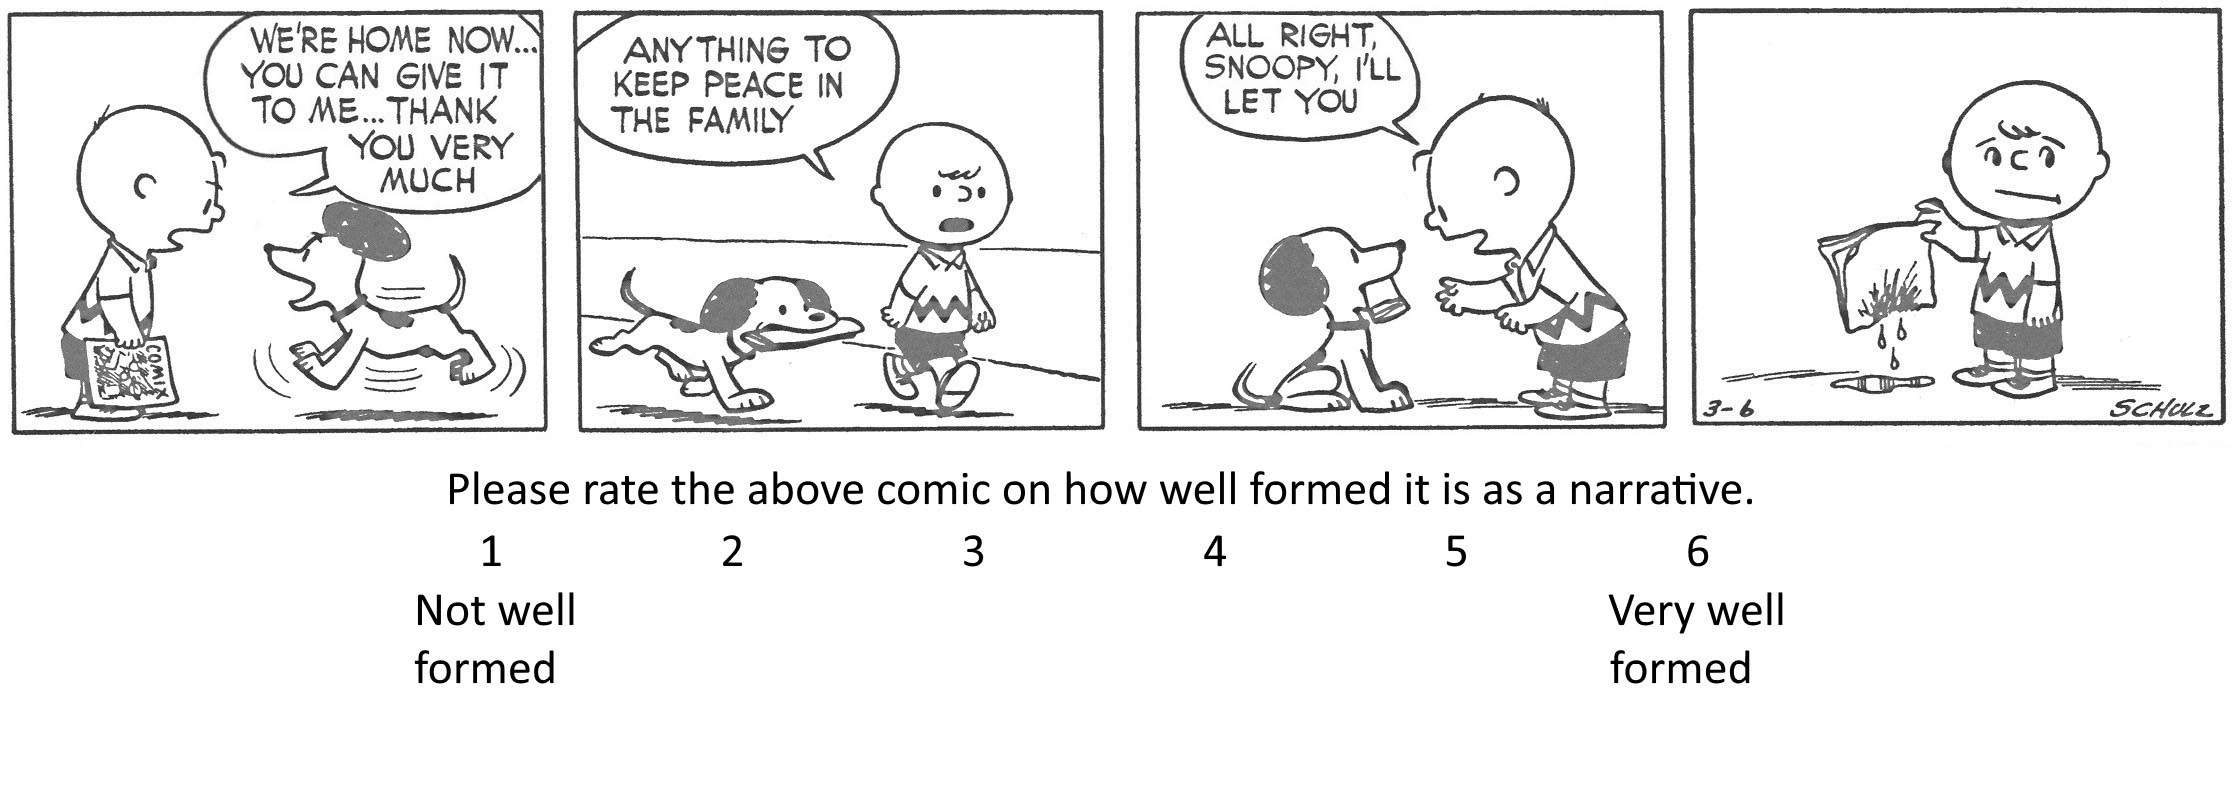 WE'RE HOME NOW...
YOU CAN GIVE IT
TO ME...THANK
YOU VERY
MUCH
COMIX
ANYTHING TO
KEEP PEACE IN
THE FAMILY
ALL RIGHT,
SNOOPY, I'LL
LET YOU
3-6
SCHULZ
Please rate the above comic on how well formed it is as a narrative.
1 2 3 4 5 6
Not well
formed
Very well
formed